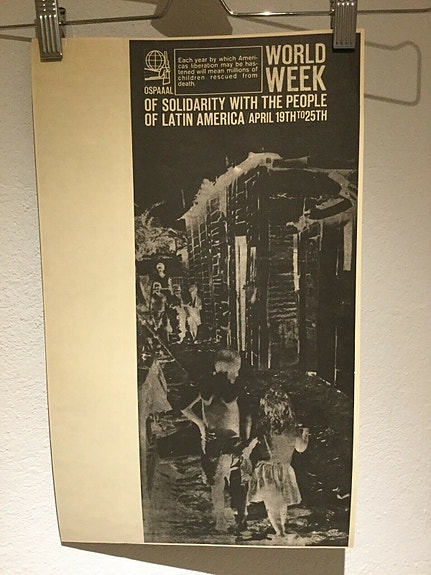 OSPAAAL
Each year by which Ameri-
cas liberation may be has-
tened will mean millions of
children rescued from
death.
WORLD
WEEK
OF SOLIDARITY WITH THE PEOPLE
OF LATIN AMERICA APRIL 19TH TO 25TH